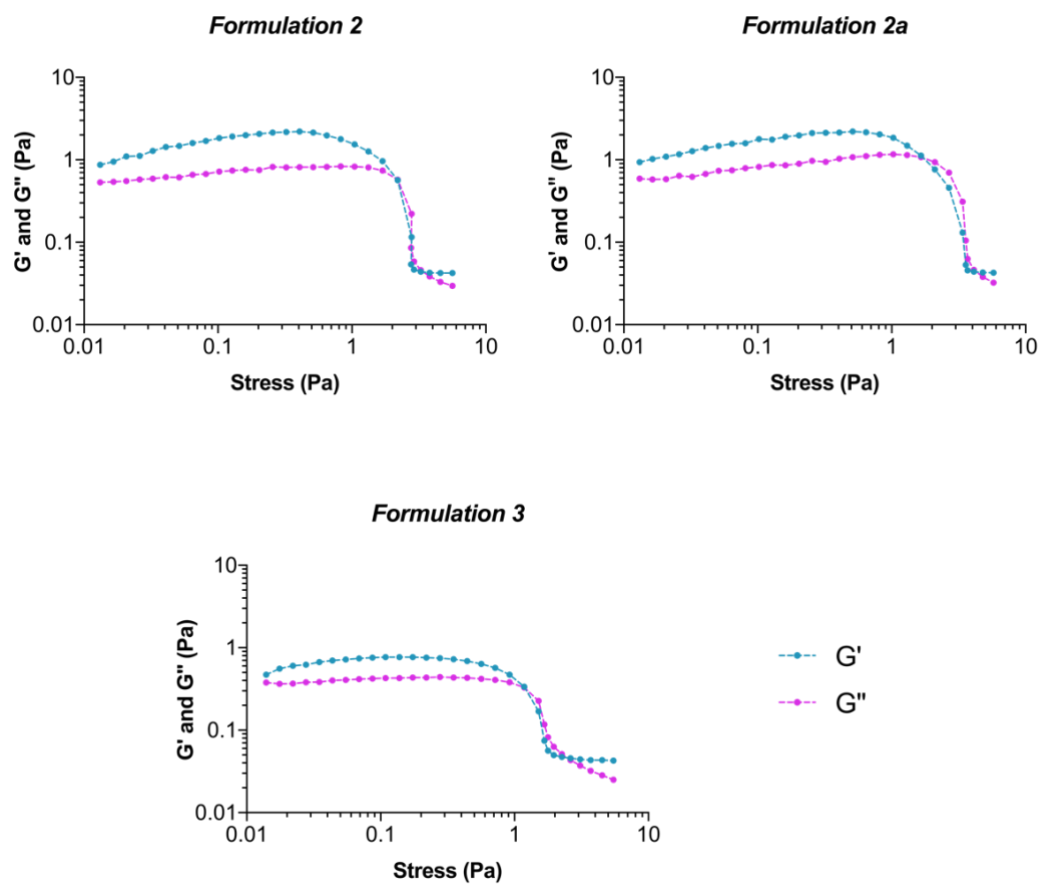 Formulation 2
Formulation 2a
10
1
0.1
0.01
G' and G" (Pa)
0.01
0.1
1
10
Stress (Pa)
10
1
0.1
0.01
G' and G" (Pa)
0.01
0.1
1
10
Stress (Pa)
Formulation 3
10
1
0.1
0.01
G' and G" (Pa)
0.01
0.1
1
10
Stress (Pa)
G'
G"